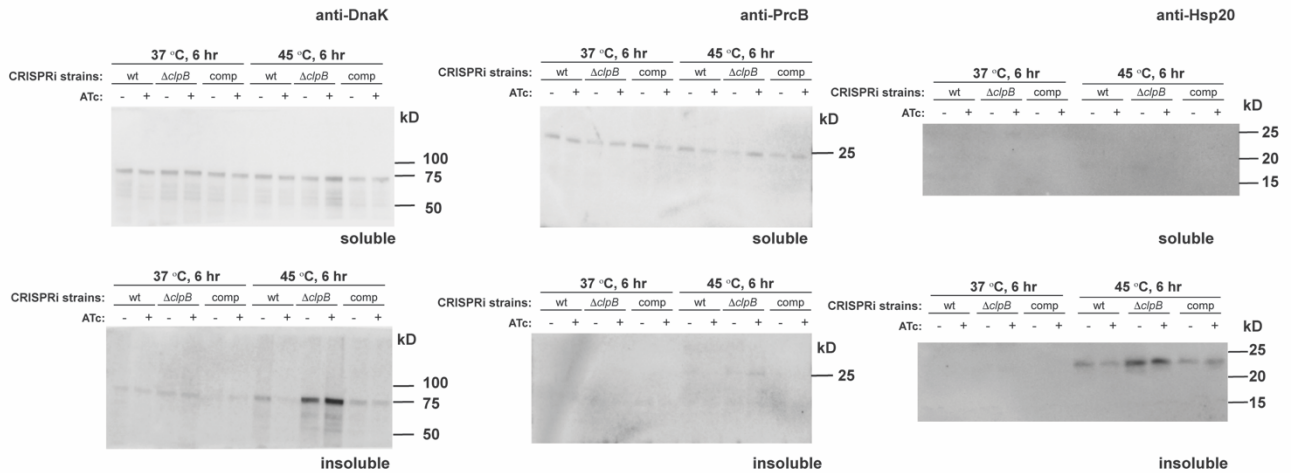 anti-DnaK
37 °C, 6 hr 45 °C, 6 hr
CRISPRi strains: wt ΔclpB comp wt ΔclpB comp
ATc: - + - + - + - + - + - +
kD
100
75
50
soluble
37 °C, 6 hr 45 °C, 6 hr
CRISPRi strains: wt ΔclpB comp wt ΔclpB comp
ATc: - + - + - + - + - + - +
kD
100
75
50
insoluble
anti-PrcB
37 °C, 6 hr 45 °C, 6 hr
CRISPRi strains: wt ΔclpB comp wt ΔclpB comp
ATc: - + - + - + - + - + - +
kD
25
soluble
37 °C, 6 hr 45 °C, 6 hr
CRISPRi strains: wt ΔclpB comp wt ΔclpB comp
ATc: - + - + - + - + - + - +
kD
25
insoluble
anti-Hsp20
37 °C, 6 hr 45 °C, 6 hr
CRISPRi strains: wt ΔclpB comp wt ΔclpB comp kD
ATc: - + - + - + - + - + - +
25
20
15
soluble
37 °C, 6 hr 45 °C, 6 hr
CRISPRi strains: wt ΔclpB comp wt ΔclpB comp
ATc: - + - + - + - + - + - + kD
25
20
15
insoluble